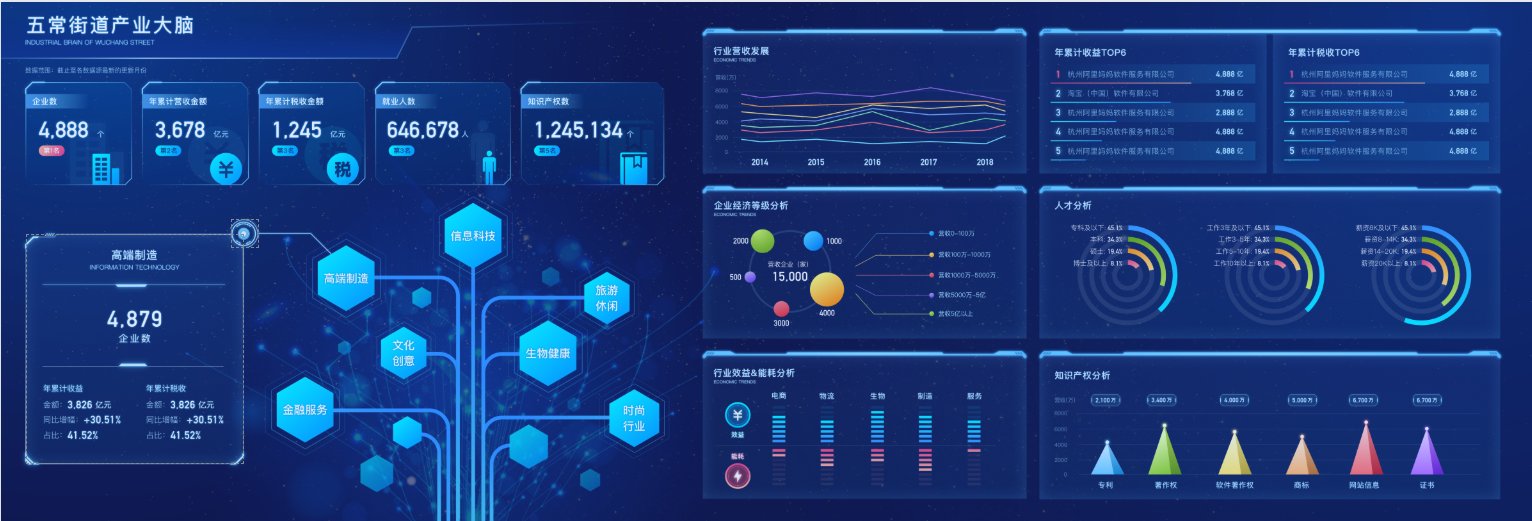 五常街道产业大脑
INDUSTRIAL BRAIN OF WUCHANG STREET
数据范围：截止至各数据源最新的更新月份
企业数
4,888 个
第1名
年累计营收金额
3,678 亿元
第2名
年累计税收金额
1,245 亿元
第3名
税
就业人数
646,678 人
第3名
知识产权数
1,245,134 个
第5名
高端制造
INFORMATION TECHNOLOGY
4,879
企业数
年累计收益
金额：3,826 亿元
同比增幅：+30.51%
占比：41.52%
年累计税收
金额：3,826 亿元
同比增幅：+30.51%
占比：41.52%
信息科技
高端制造
旅游
休闲
文化
创意
生物健康
金融服务
时尚
行业
行业营收发展
ECONOMIC TRENDS
营收(万)
8000
6000
4000
2000
0
2014 2015 2016 2017 2018
年累计收益TOP6
1 杭州阿里妈妈软件服务有限公司 4,888 亿
2 淘宝（中国）软件有限公司 3,768 亿
3 杭州阿里妈妈软件服务有限公司 2,888 亿
4 杭州阿里妈妈软件服务有限公司 4,888 亿
5 杭州阿里妈妈软件服务有限公司 4,888 亿
年累计税收TOP6
1 杭州阿里妈妈软件服务有限公司 4,888 亿
2 淘宝（中国）软件有限公司 3,768 亿
3 杭州阿里妈妈软件服务有限公司 2,888 亿
4 杭州阿里妈妈软件服务有限公司 4,888 亿
5 杭州阿里妈妈软件服务有限公司 4,888 亿
企业经济等级分析
ECONOMIC TRENDS
2000
1000
500
营收企业（家）
15,000
4000
3000
营收0-100万
营收100万-1000万
营收1000万-5000万
营收5000万-5亿
营收5亿以上
人才分析
专科及以下: 45.1%
本科: 34.3%
硕士: 19.4%
博士及以上: 8.1%
工作3年及以下: 45.1%
工作3-5年: 34.3%
工作5-10年: 19.4%
工作10年以上: 8.1%
薪资8K及以下: 45.1%
薪资8-14K: 34.3%
薪资14-20K: 19.4%
薪资20K以上: 8.1%
行业效益&能耗分析
ECONOMIC TRENDS
电商 物流 生物 制造 服务
效益
能耗
知识产权分析
营收(万)
2,100 万 3,400 万 4,000 万 5,000 万 6,700 万 6,700 万
6000
6000
4000
2000
0
专利 著作权 软件著作权 商标 网站信息 证书